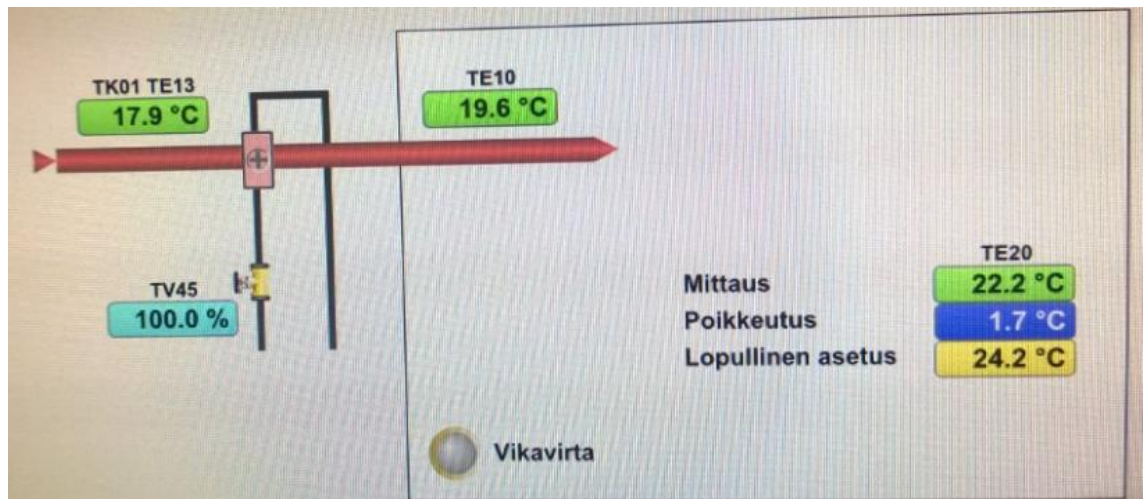 TK01 TE13
17.9 °C
TE10
19.6 °C
TV45
100.0 %
TE20
Mittaus 22.2 °C
Poikkeutus 1.7 °C
Lopullinen asetus 24.2 °C
Vikavirta